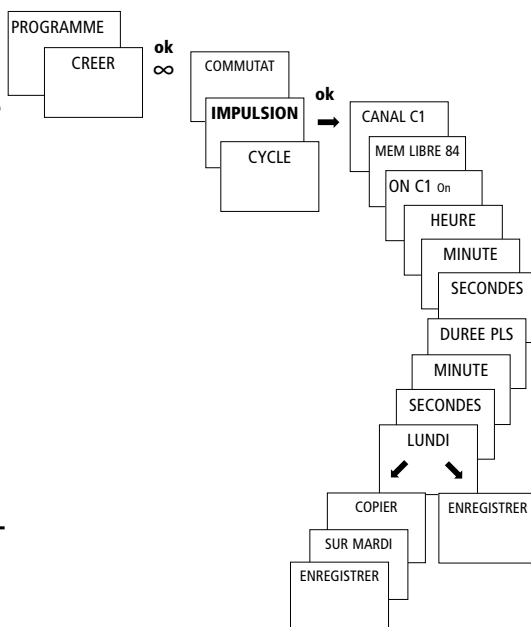 PROGRAMME
CREER
ok
∞
COMMUTAT
IMPULSION
CYCLE
ok
CANAL C1
MEM LIBRE 84
ON C1 On
HEURE
MINUTE
SECONDES
DUREE PLS
MINUTE
SECONDES
LUNDI
COPIER
SUR MARDI
ENREGISTRER
ENREGISTRER